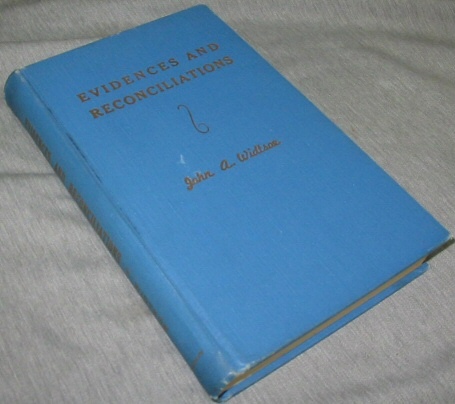 EVIDENCES AND
RECONCILIATIONS
John A. Widtsoe